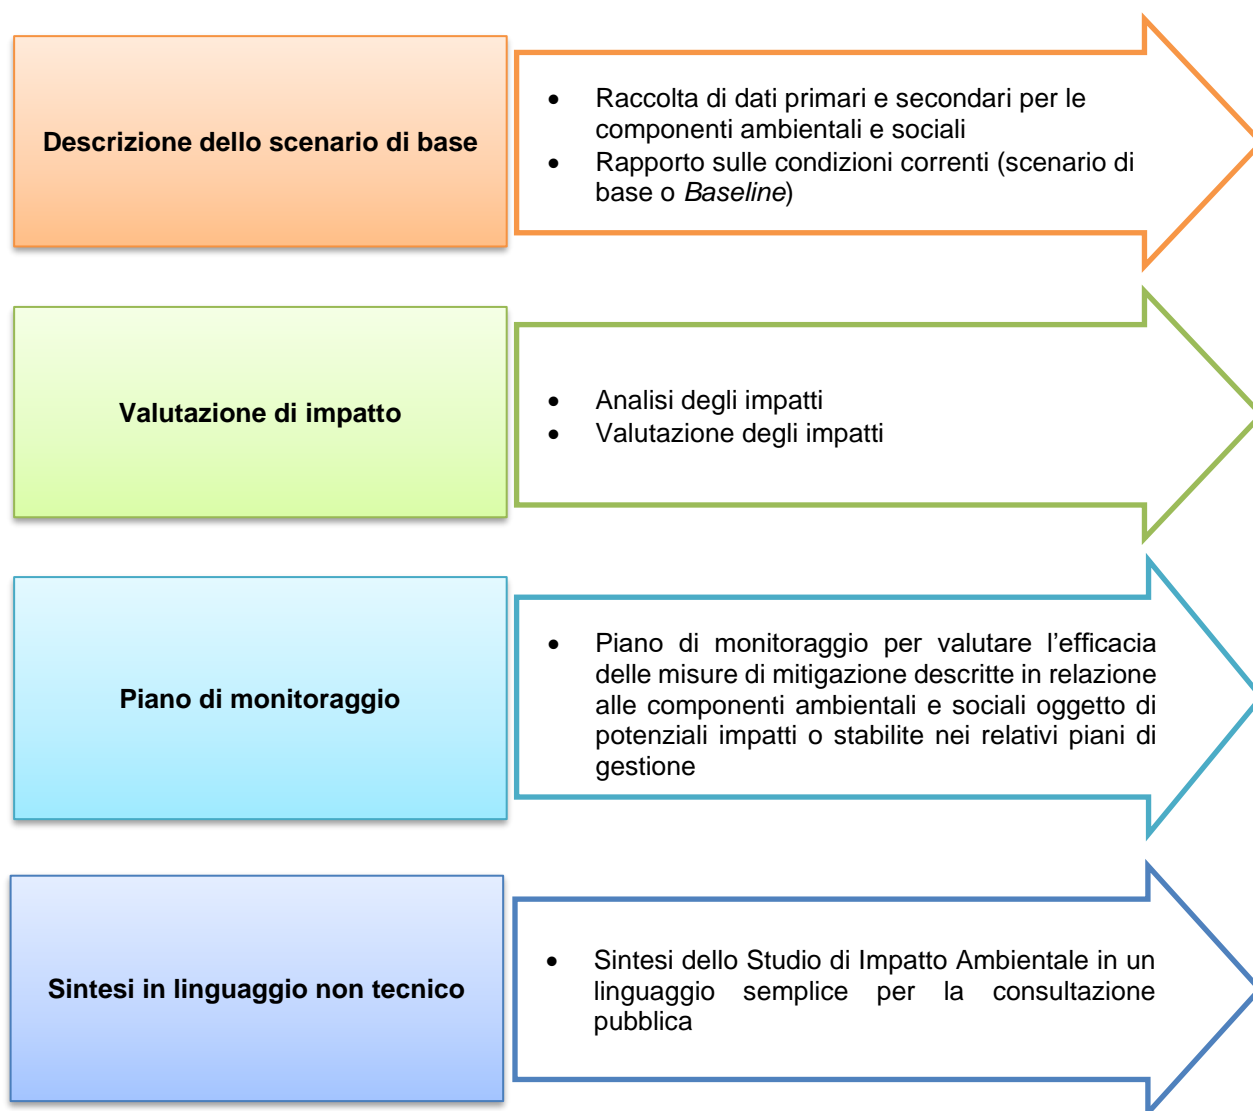 Descrizione dello scenario di base
• Raccolta di dati primari e secondari per le
componenti ambientali e sociali
• Rapporto sulle condizioni correnti (scenario di
base o Baseline)
Valutazione di impatto
• Analisi degli impatti
• Valutazione degli impatti
Piano di monitoraggio
• Piano di monitoraggio per valutare l’efficacia
delle misure di mitigazione descritte in relazione
alle componenti ambientali e sociali oggetto di
potenziali impatti o stabilite nei relativi piani di
gestione
Sintesi in linguaggio non tecnico
• Sintesi dello Studio di Impatto Ambientale in un
linguaggio semplice per la consultazione
pubblica